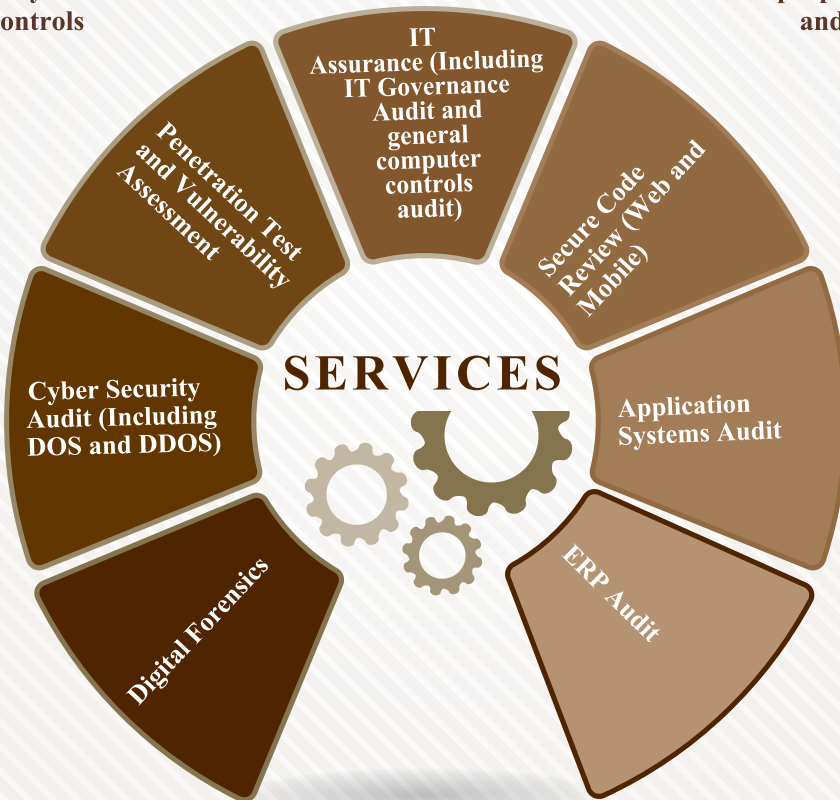 ontrols
and
IT
Assurance (Including
IT Governance
Audit and
general
computer
controls
audit)
Penetration Test
and Vulnerability
Assessment
Secure Code
Review (Web and
Mobile)
Cyber Security
Audit (Including
DOS and DDOS)
SERVICES
Application
Systems Audit
Digital Forensics
ERP Audit